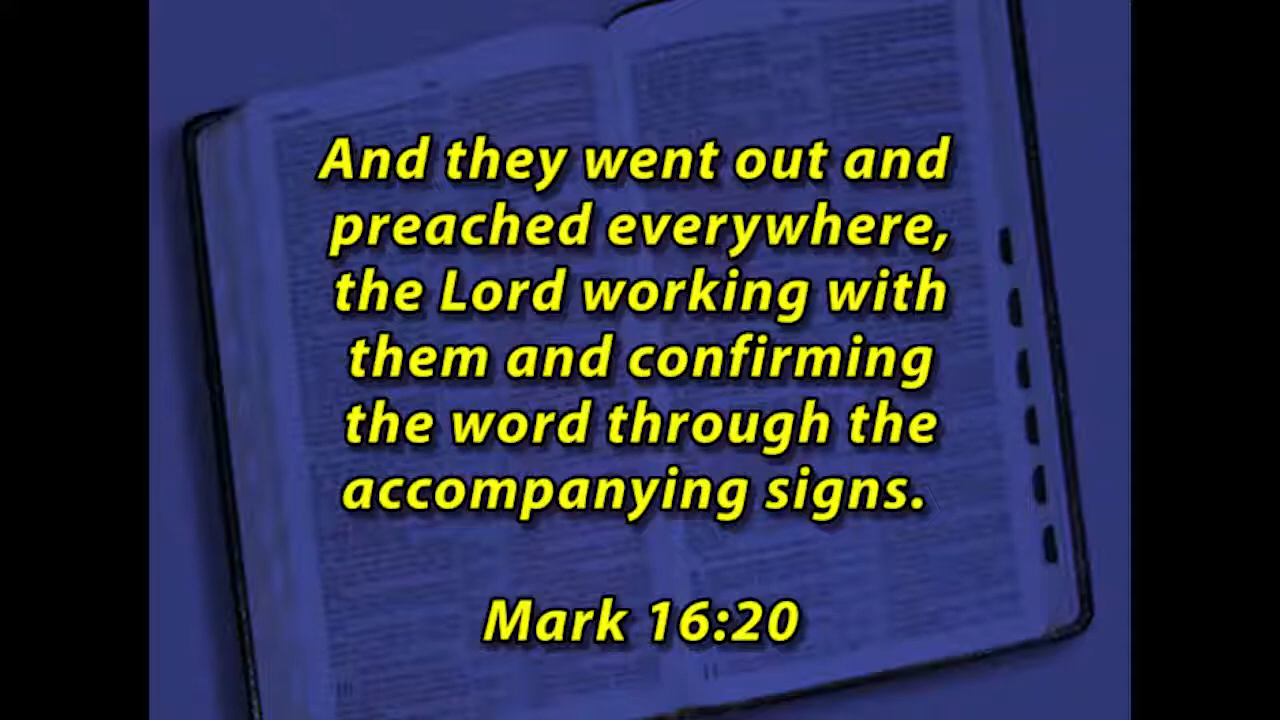 And they went out and
preached everywhere,
the Lord working with
them and confirming
the word through the
accompanying signs.
Mark 16:20